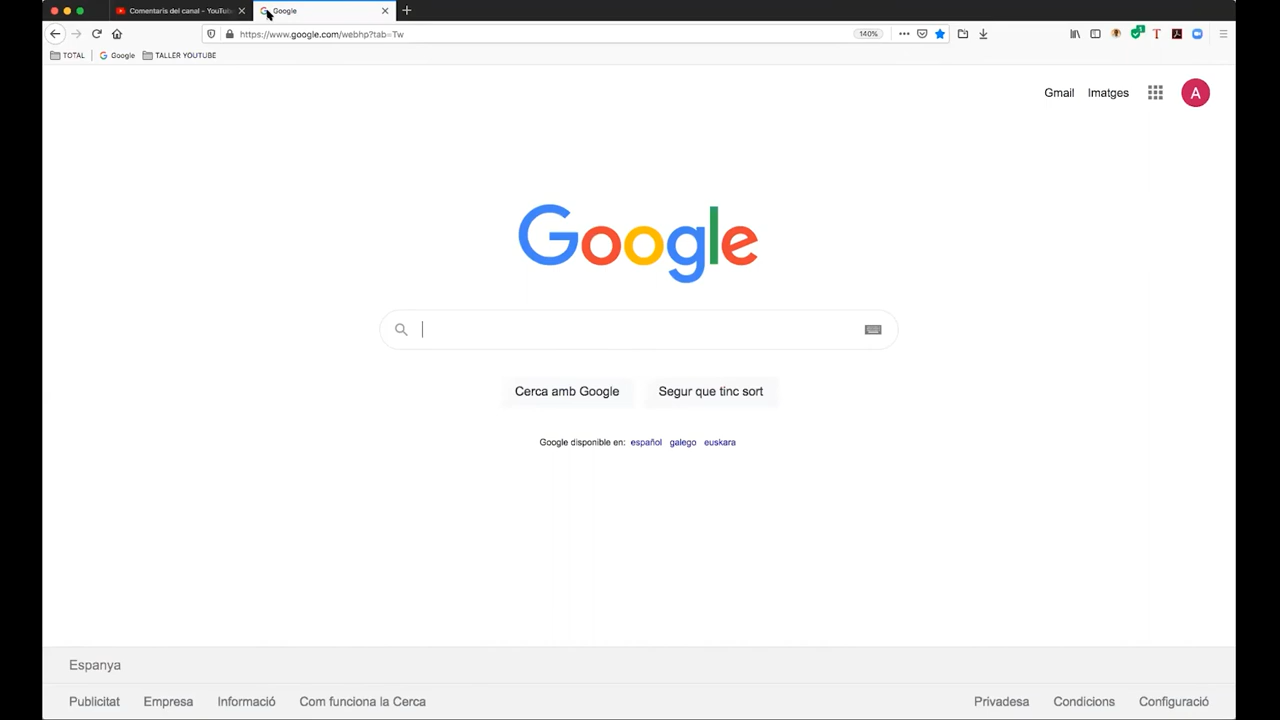 Comentaris del canal - YouTub
Google
https://www.google.com/webhp?tab=Tw
140%
TOTAL
Google
TALLER YOUTUBE
Gmail
Imatges
A
Google
Cerca amb Google
Segur que tinc sort
Google disponible en: español galego euskara
Espanya
Publicitat
Empresa
Informació
Com funciona la Cerca
Privadesa
Condicions
Configuració